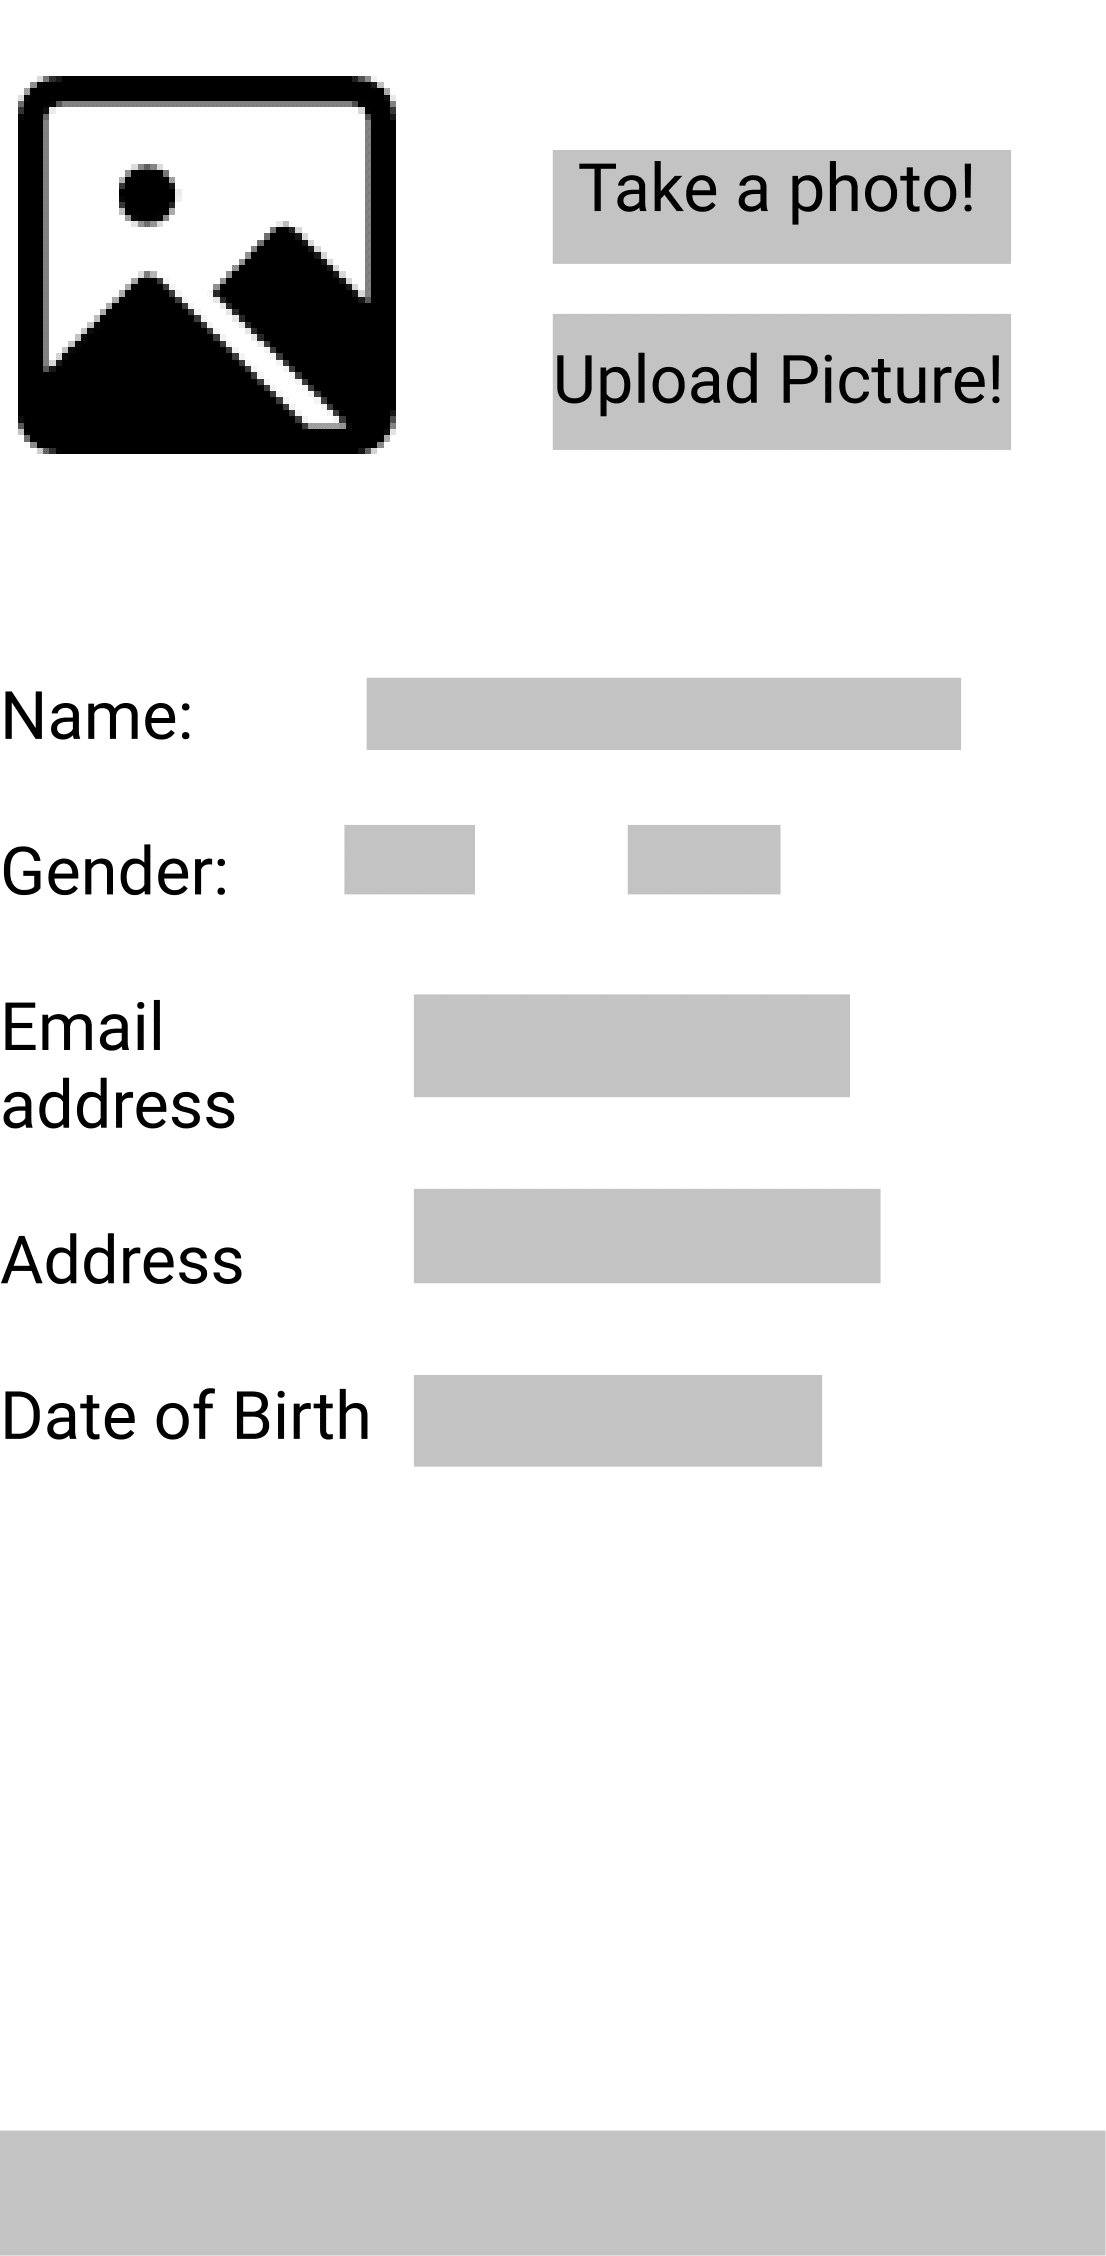 Take a photo!
Upload Picture!
Name:
Gender:
Email
address
Address
Date of Birth